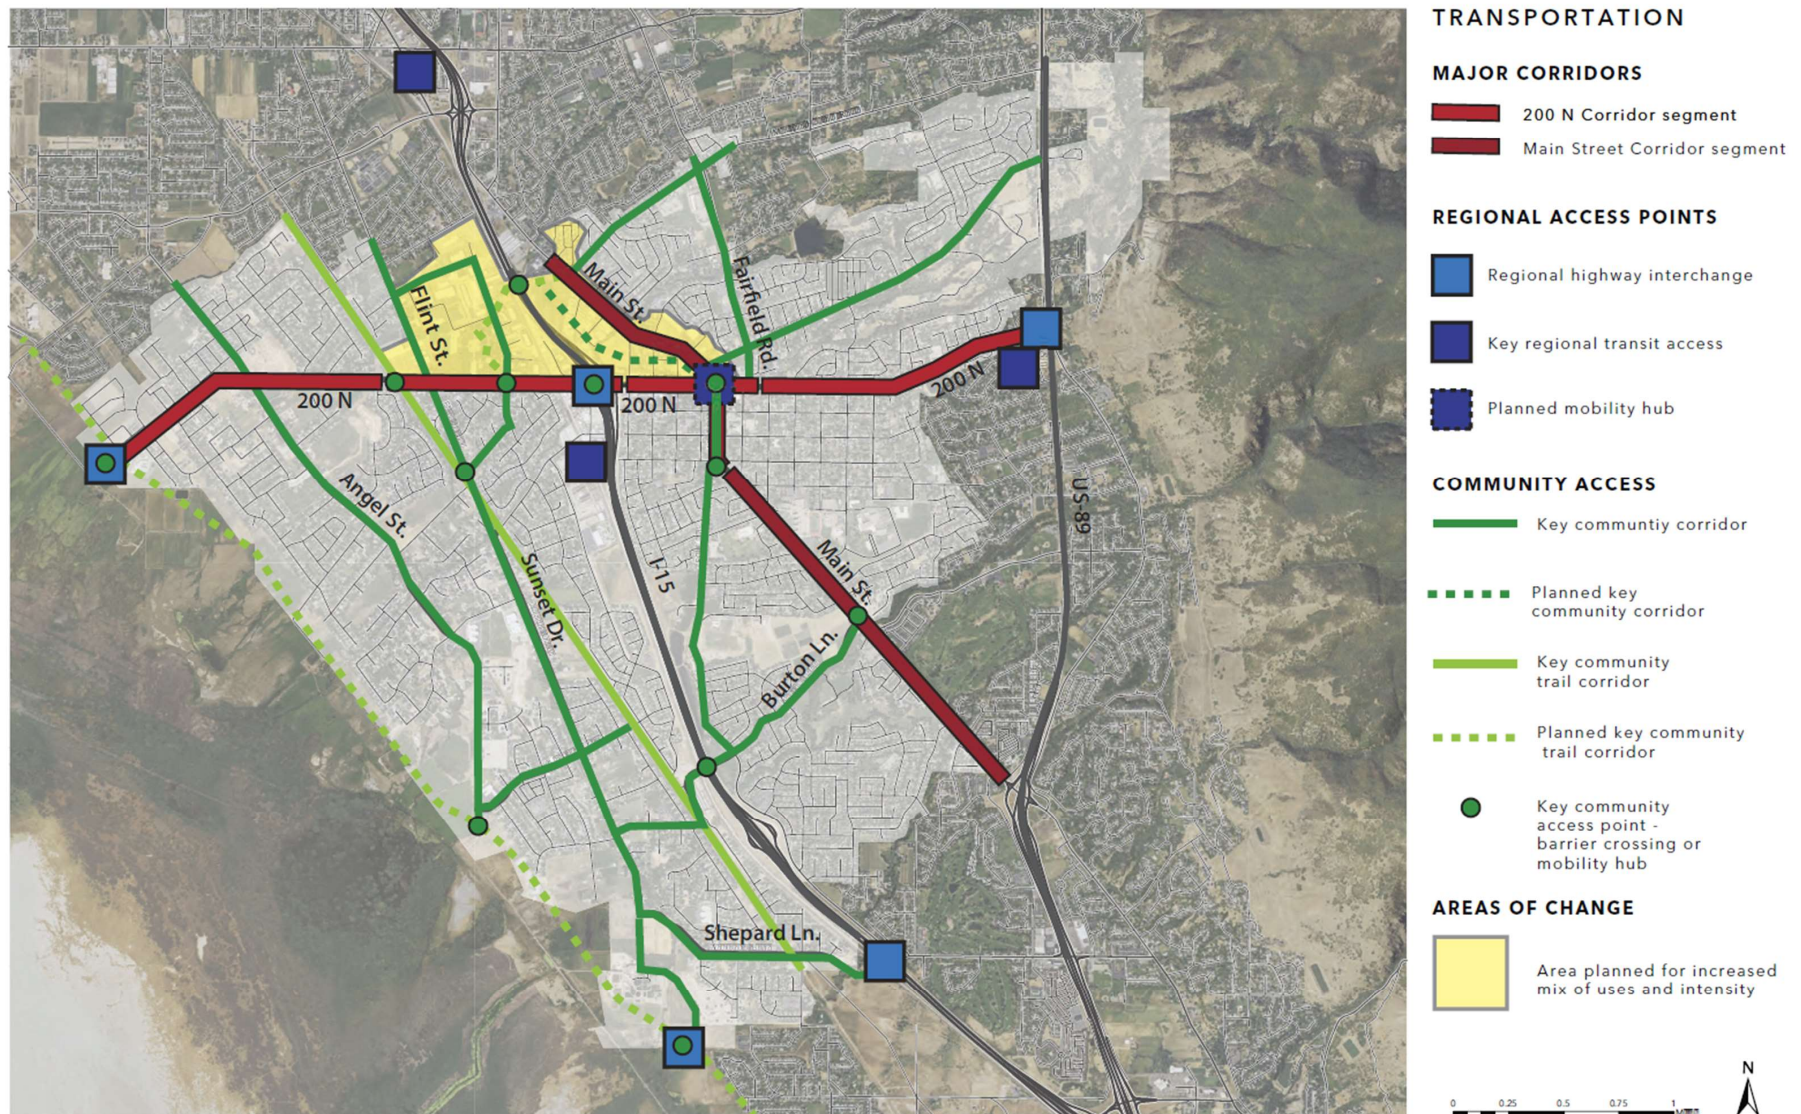 TRANSPORTATION
MAJOR CORRIDORS
200 N Corridor segment
Main Street Corridor segment
REGIONAL ACCESS POINTS
Regional highway interchange
Key regional transit access
Planned mobility hub
COMMUNITY ACCESS
Key communtiy corridor
Planned key
community corridor
Key community
trail corridor
Planned key community
trail corridor
Key community
access point -
barrier crossing or
mobility hub
AREAS OF CHANGE
Area planned for increased
mix of uses and intensity
N
0 0.25 0.5 0.75 1
Main St.
Fairfield Rd.
Flint St.
200 N
200 N
200 N
Angel St.
US-89
Sunset Dr.
I-15
Main St.
Burton Ln.
Shepard Ln.